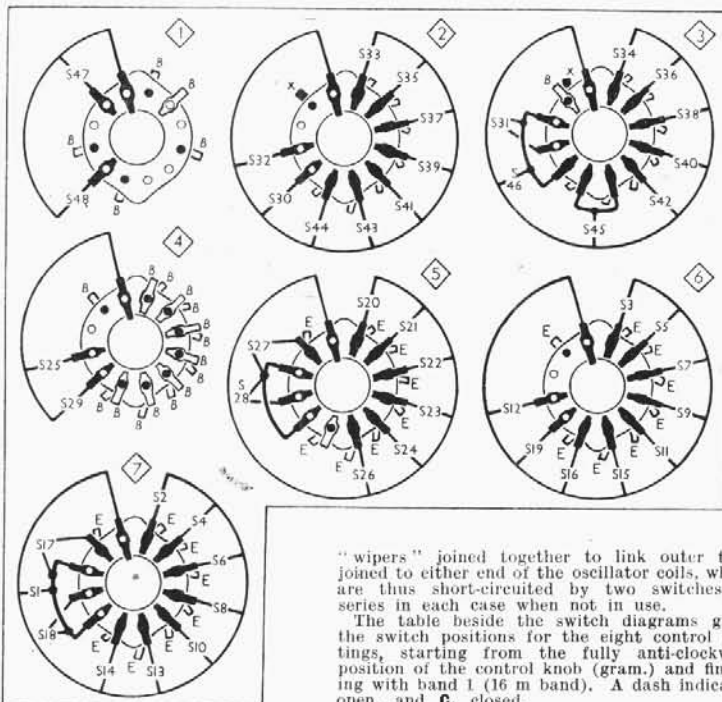 1
S47
B
B
B
B
S48
B
2
S33
S35
S37
S39
S41
S43
S44
S30
S32
X
3
S34
S36
S38
S40
S42
S45
S
46
S31
B
X
4
B
B
B
B
B
B
B
B
B
B
S25
S29
5
S20
S21
S22
S23
S24
S26
S
28
S27
E
E
E
E
E
E
E
6
S3
S5
S7
S9
S11
S15
S16
S19
S12
E
E
E
E
E
E
E
7
S2
S4
S6
S8
S10
S13
S14
S18
S1
S17
E
E
E
E
E
E
E
"wipers" joined together to link outer
joined to either end of the oscillator coils,
are thus short-circuited by two switches
series in each case when not in use.
The table beside the switch diagrams
the switch positions for the eight control
tings, starting from the fully anti-clockw
position of the control knob (gram.) and fin
ing with band 1 (16 m band). A dash indica
open, and C, closed.